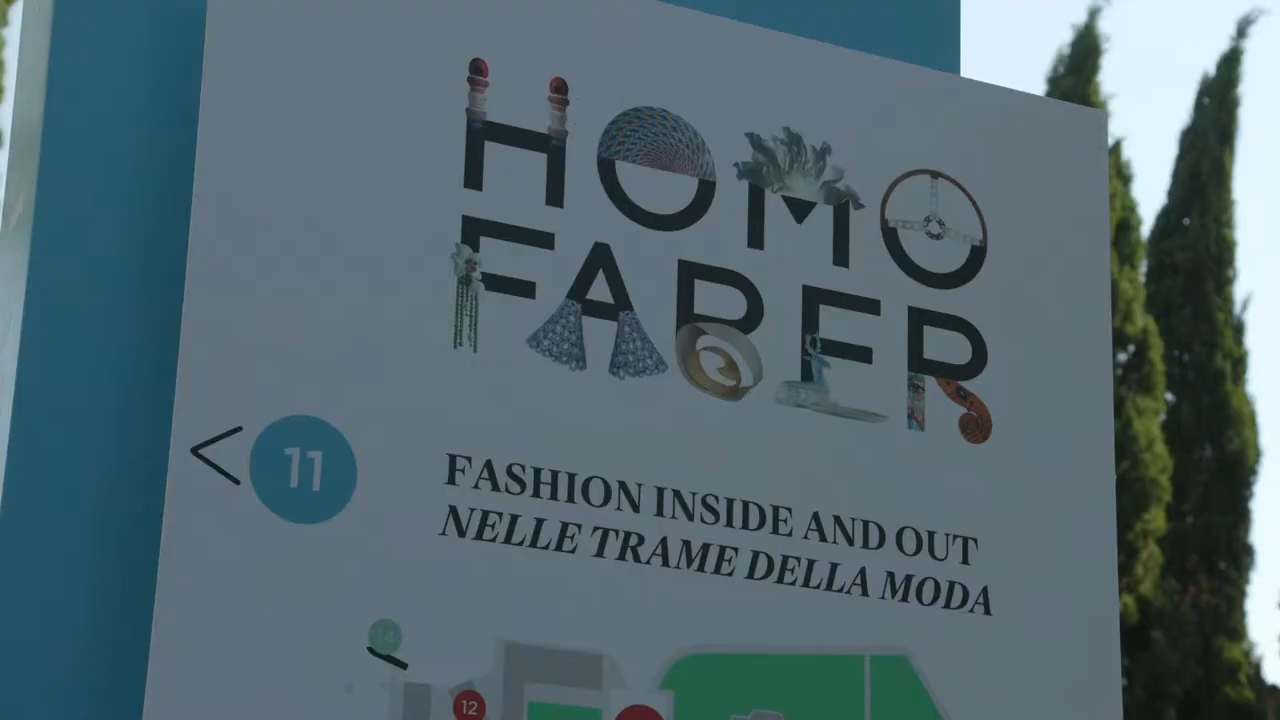 HOMO
FABER
< 11
FASHION INSIDE AND OUT
NELLE TRAME DELLA MODA
12